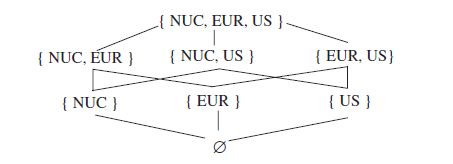 { NUC, EUR, US }
{ NUC, EUR } { NUC, US } { EUR, US}
{ NUC } { EUR } { US }
∅